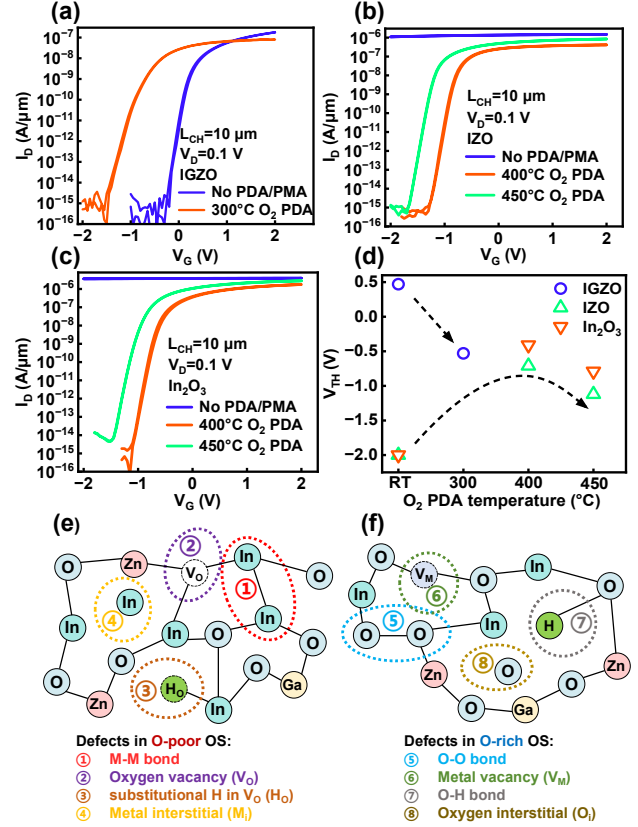 (a)
10⁻⁷
10⁻⁸
10⁻⁹
10⁻¹⁰
10⁻¹¹
10⁻¹²
10⁻¹³
10⁻¹⁴
10⁻¹⁵
10⁻¹⁶
I_D (A/μm)
L_CH=10 μm
V_D=0.1 V
IGZO
No PDA/PMA
300°C O₂ PDA
-2 -1 0 1 2
V_G (V)
(b)
10⁻⁶
10⁻⁷
10⁻⁸
10⁻⁹
10⁻¹⁰
10⁻¹¹
10⁻¹²
10⁻¹³
10⁻¹⁴
10⁻¹⁵
10⁻¹⁶
I_D (A/μm)
L_CH=10 μm
V_D=0.1 V
IZO
No PDA/PMA
400°C O₂ PDA
450°C O₂ PDA
-2 -1 0 1 2
V_G (V)
(c)
10⁻⁶
10⁻⁷
10⁻⁸
10⁻⁹
10⁻¹⁰
10⁻¹¹
10⁻¹²
10⁻¹³
10⁻¹⁴
10⁻¹⁵
10⁻¹⁶
I_D (A/μm)
L_CH=10 μm
V_D=0.1 V
In₂O₃
No PDA/PMA
400°C O₂ PDA
450°C O₂ PDA
-2 -1 0 1 2
V_G (V)
(d)
0.5
0.0
-0.5
-1.0
-1.5
-2.0
V_TH (V)
IGZO
IZO
In₂O₃
RT 300 400 450
O₂ PDA temperature (°C)
(e)
②
O Zn V_O In O
①
In ④ In In
In O
O O
③
Zn H_O In Ga O
Defects in O-poor OS:
① M-M bond
② Oxygen vacancy (V_O)
③ substitutional H in V_O (H_O)
④ Metal interstitial (M_i)
(f)
O V_M O In O
⑥
In ⑤ In H ⑦
O O
⑧ O
Zn Zn
O Ga O
Defects in O-rich OS:
⑤ O-O bond
⑥ Metal vacancy (V_M)
⑦ O-H bond
⑧ Oxygen interstitial (O_i)